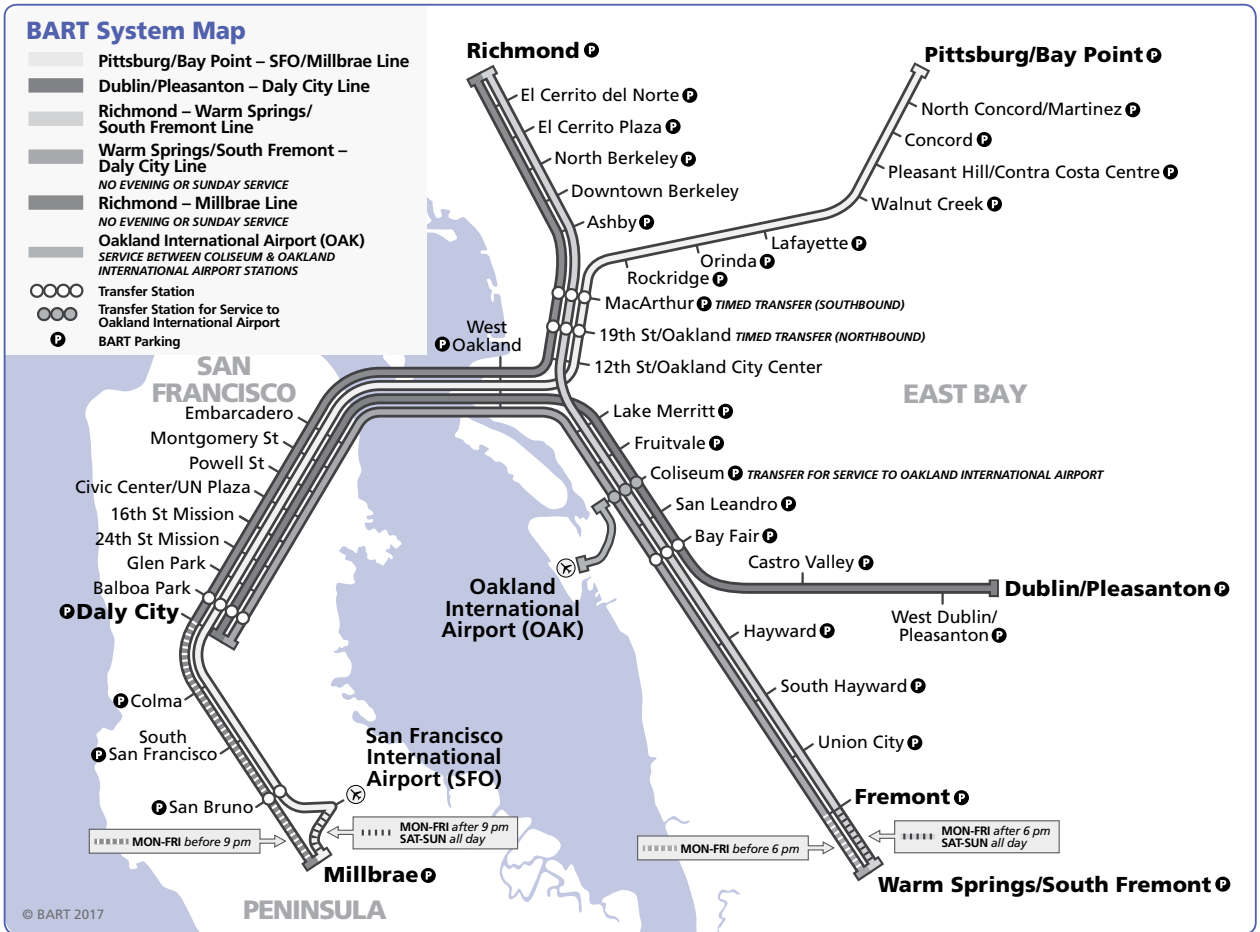 BART System Map
Pittsburg/Bay Point – SFO/Millbrae Line
Dublin/Pleasanton – Daly City Line
Richmond – Warm Springs/
South Fremont Line
Warm Springs/South Fremont –
Daly City Line
NO EVENING OR SUNDAY SERVICE
Richmond – Millbrae Line
NO EVENING OR SUNDAY SERVICE
Oakland International Airport (OAK)
SERVICE BETWEEN COLISEUM & OAKLAND
INTERNATIONAL AIRPORT STATIONS
Transfer Station
Transfer Station for Service to
Oakland International Airport
P BART Parking
Richmond P
El Cerrito del Norte P
El Cerrito Plaza P
North Berkeley P
Downtown Berkeley
Ashby P
Pittsburg/Bay Point P
North Concord/Martinez P
Concord P
Pleasant Hill/Contra Costa Centre P
Walnut Creek P
Lafayette P
Orinda P
Rockridge P
MacArthur P TIMED TRANSFER (SOUTHBOUND)
19th St/Oakland TIMED TRANSFER (NORTHBOUND)
12th St/Oakland City Center
West
P Oakland
SAN
FRANCISCO
EAST BAY
Embarcadero
Montgomery St
Powell St
Civic Center/UN Plaza
16th St Mission
24th St Mission
Glen Park
Balboa Park
P Daly City
Lake Merritt P
Fruitvale P
Coliseum P TRANSFER FOR SERVICE TO OAKLAND INTERNATIONAL AIRPORT
San Leandro P
Bay Fair P
Castro Valley P
Dublin/Pleasanton P
West Dublin/
Pleasanton P
Oakland
International
Airport (OAK)
Hayward P
South Hayward P
Union City P
Fremont P
P Colma
South
P San Francisco
San Francisco
International
Airport (SFO)
P San Bruno
MON-FRI before 9 pm
MON-FRI after 9 pm
SAT-SUN all day
Millbrae P
MON-FRI before 6 pm
MON-FRI after 6 pm
SAT-SUN all day
Warm Springs/South Fremont P
PENINSULA
© BART 2017